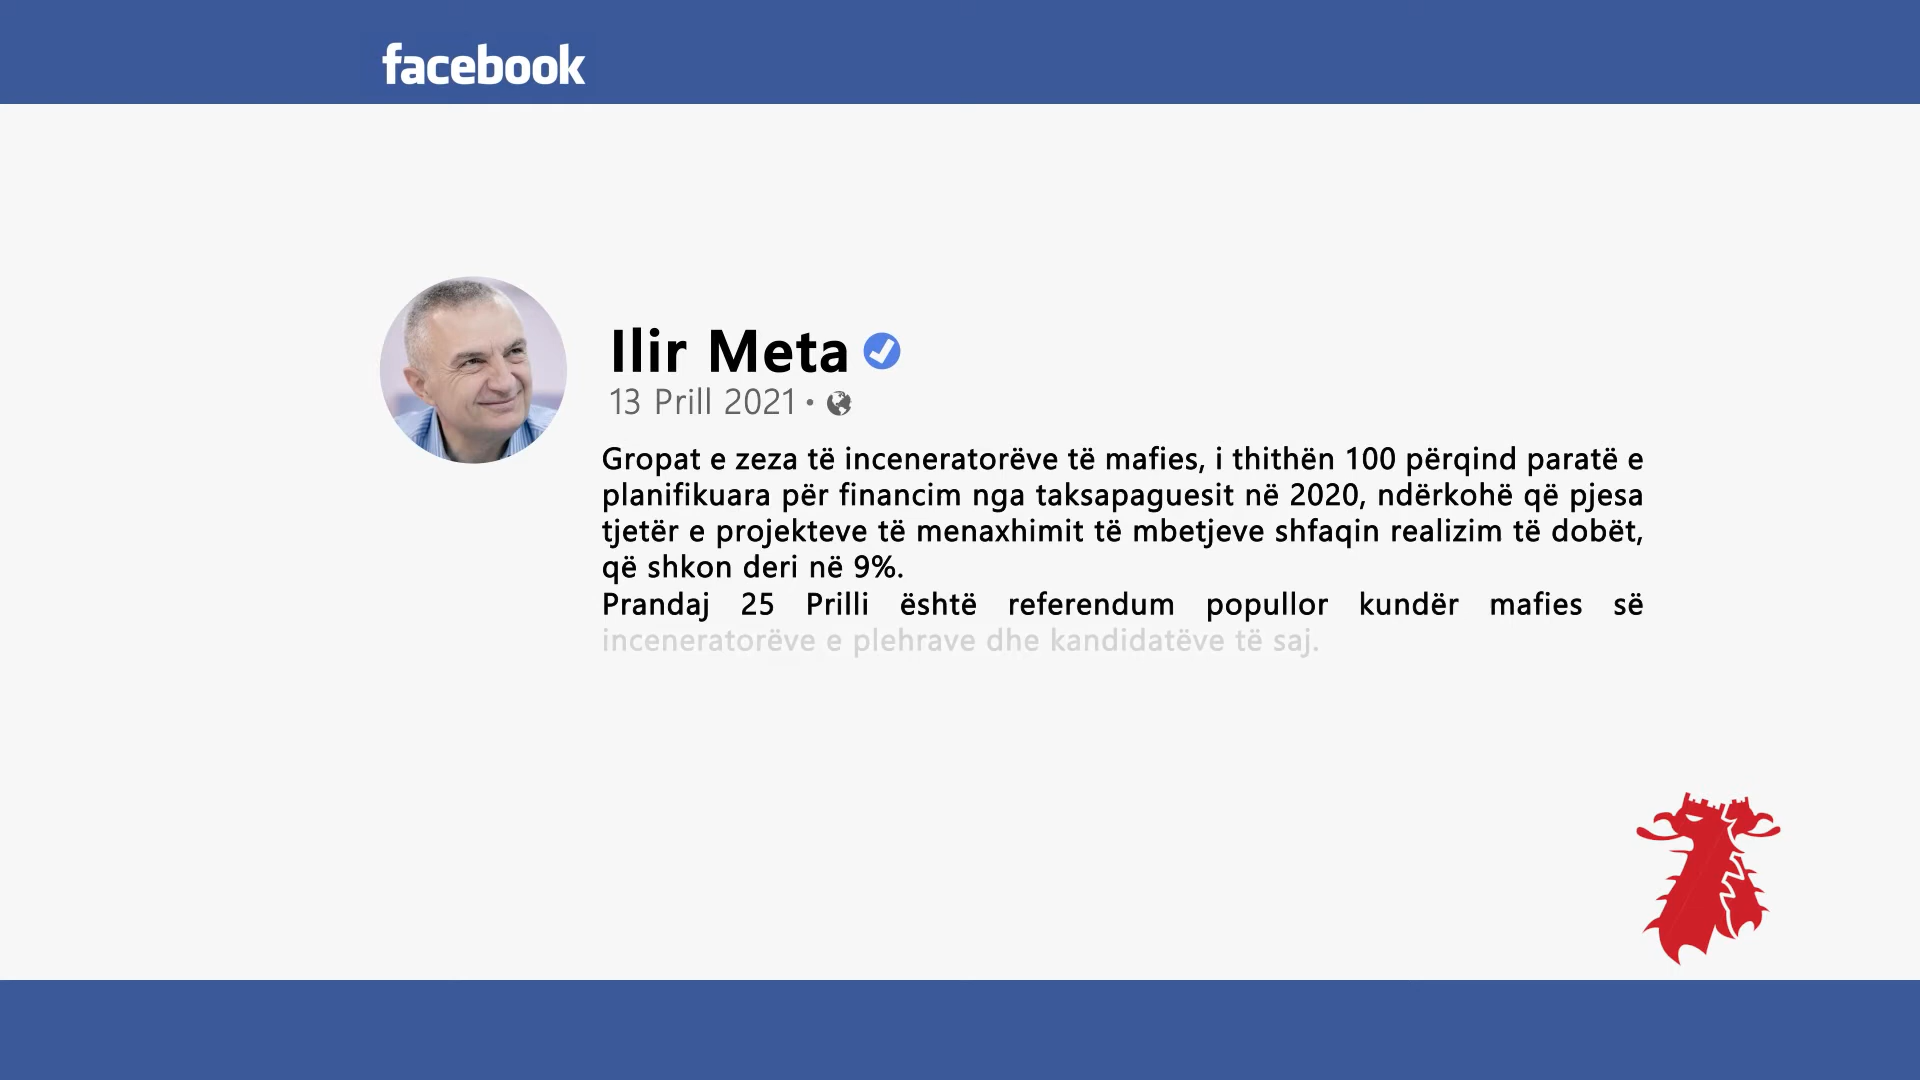 facebook
Ilir Meta
13 Prill 2021 •
Gropat e zeza të inceneratorëve të mafies, i thithën 100 përqind paratë e
planifikuara për financim nga taksapaguesit në 2020, ndërkohë që pjesa
tjetër e projekteve të menaxhimit të mbetjeve shfaqin realizim të dobët,
që shkon deri në 9%.
Prandaj 25 Prilli është referendum popullor kundër mafies së
inceneratorëve e plehrave dhe kandidatëve të saj.